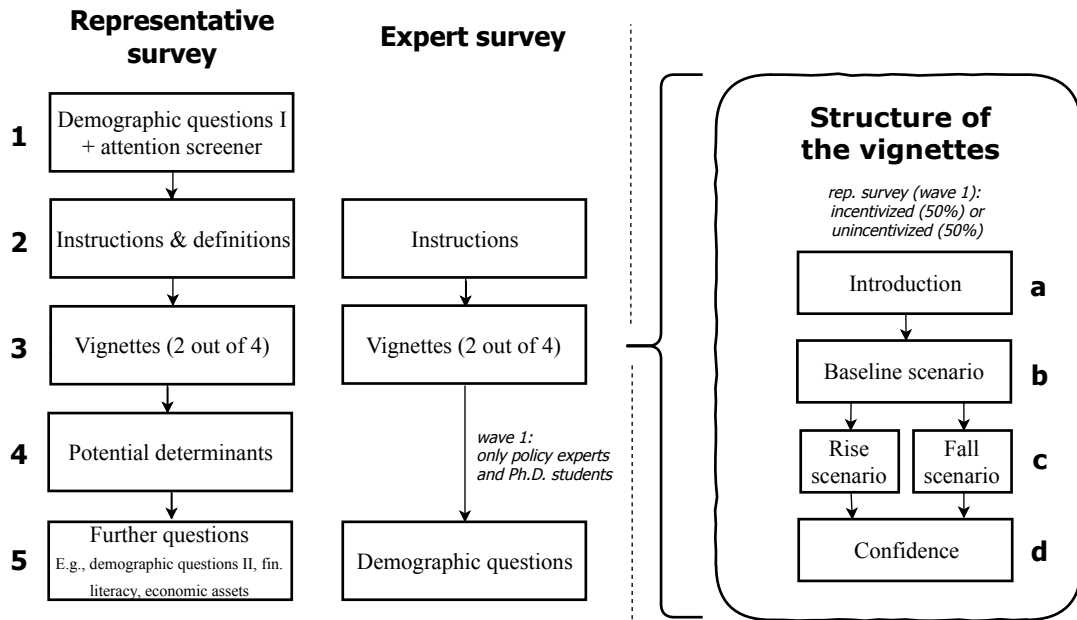 Representative
survey
Expert survey
1
Demographic questions I
+ attention screener
2
Instructions & definitions
Instructions
3
Vignettes (2 out of 4)
Vignettes (2 out of 4)
4
Potential determinants
wave 1:
only policy experts
and Ph.D. students
5
Further questions
E.g., demographic questions II, fin.
literacy, economic assets
Demographic questions
Structure of
the vignettes
rep. survey (wave 1):
incentivized (50%) or
unincentivized (50%)
Introduction
a
Baseline scenario
b
Rise
scenario
Fall
scenario
c
Confidence
d